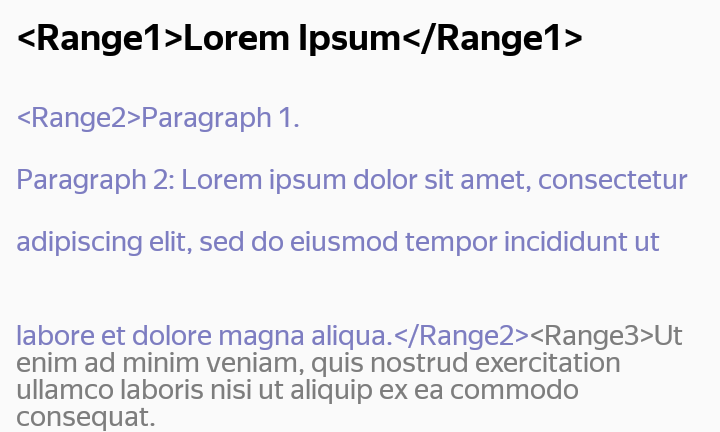 <Range1>Lorem Ipsum</Range1>
<Range2>Paragraph 1.
Paragraph 2: Lorem ipsum dolor sit amet, consectetur
adipiscing elit, sed do eiusmod tempor incididunt ut
labore et dolore magna aliqua.</Range2><Range3>Ut
enim ad minim veniam, quis nostrud exercitation
ullamco laboris nisi ut aliquip ex ea commodo
consequat.